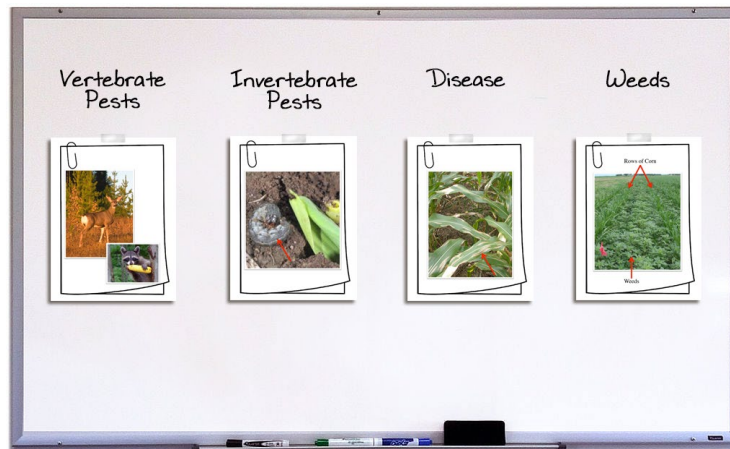 Vertebrate
Pests
Invertebrate
Pests
Disease
Weeds
Rows of Corn
Weeds